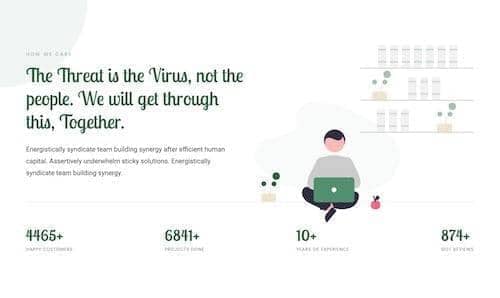 HOW WE CARE
The Threat is the Virus, not the
people. We will get through
this, Together.
Energistically syndicate team building synergy after efficient human
capital. Assertively underwhelm sticky solutions. Energistically
syndicate team building synergy.
4465+ 6841+ 10+ 874+
HAPPY CUSTOMERS PROJECTS DONE YEARS OF EXPERIENCE REVIEWS